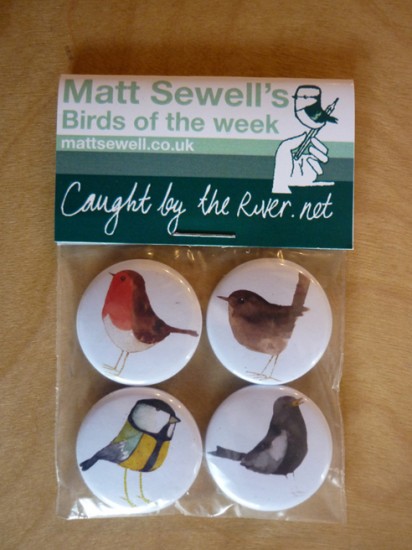 Matt Sewell's
Birds of the week
mattsewell.co.uk
Caught by the River.net